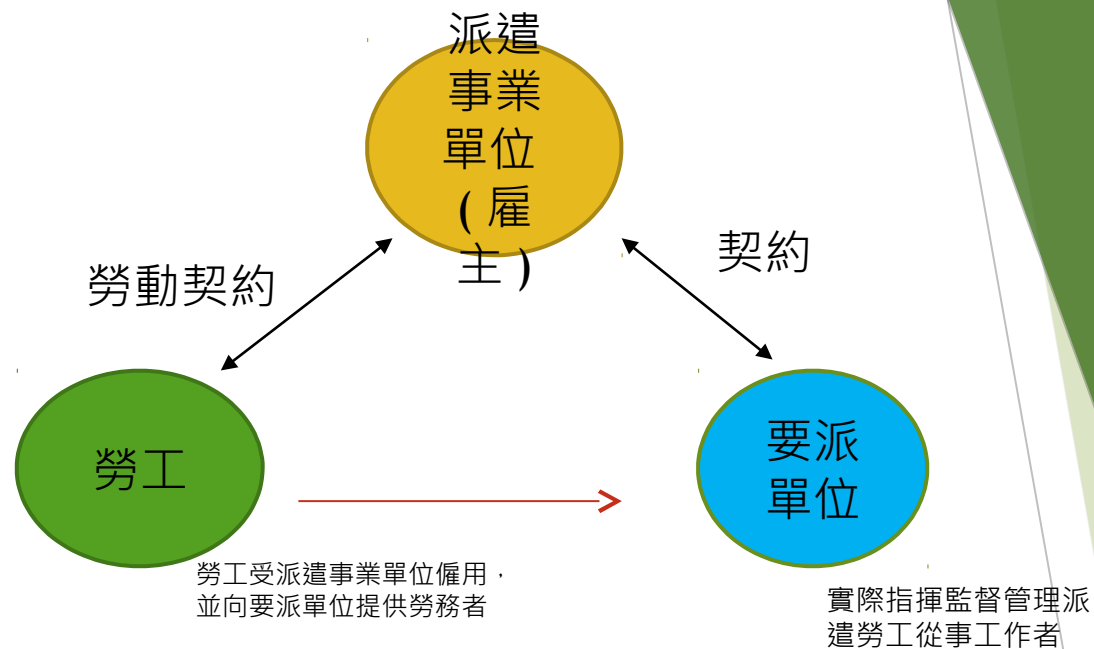 派遣
事業
單位
(雇
主)
勞動契約
契約
勞工
要派
單位
勞工受派遣事業單位僱用，
並向要派單位提供勞務者
實際指揮監督管理派
遣勞工從事工作者